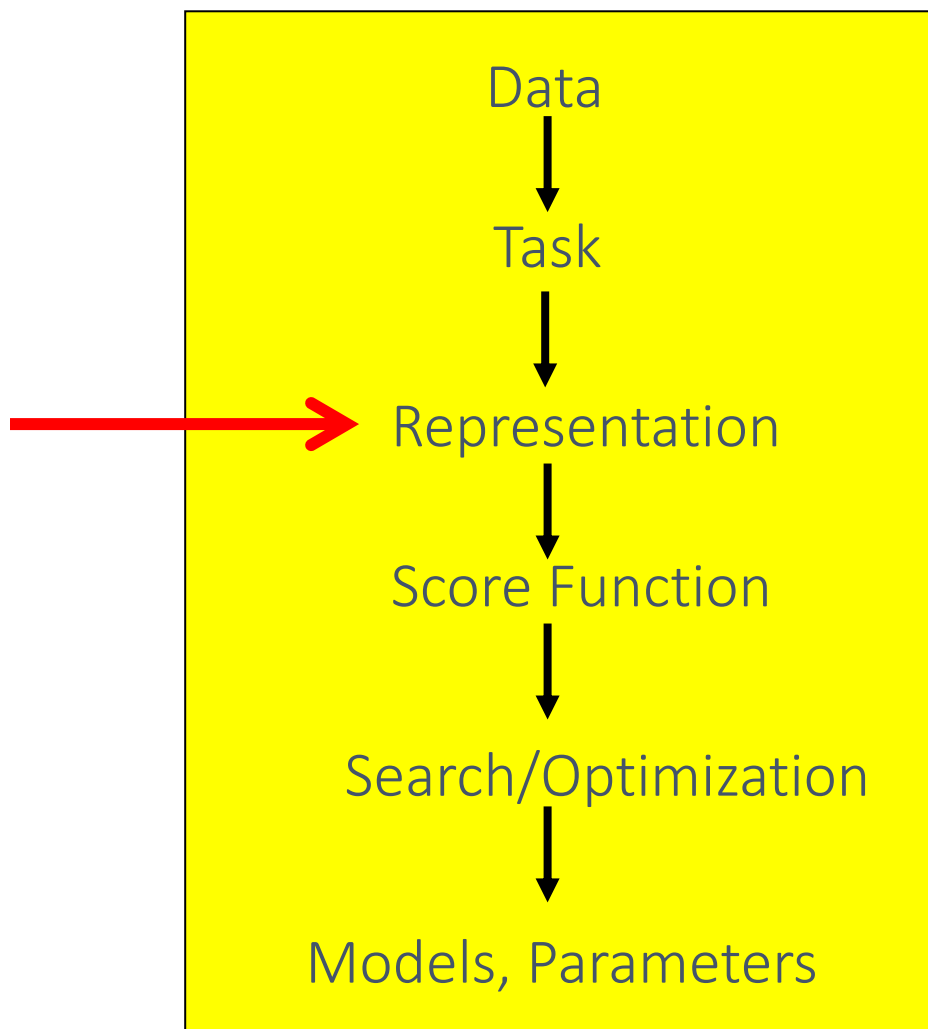 Data
Task
Representation
Score Function
Search/Optimization
Models, Parameters